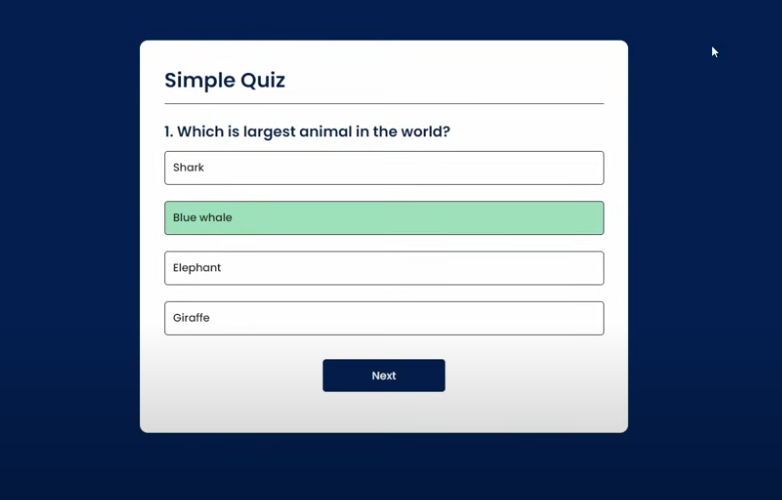 Simple Quiz
1. Which is largest animal in the world?
Shark
Blue whale
Elephant
Giraffe
Next